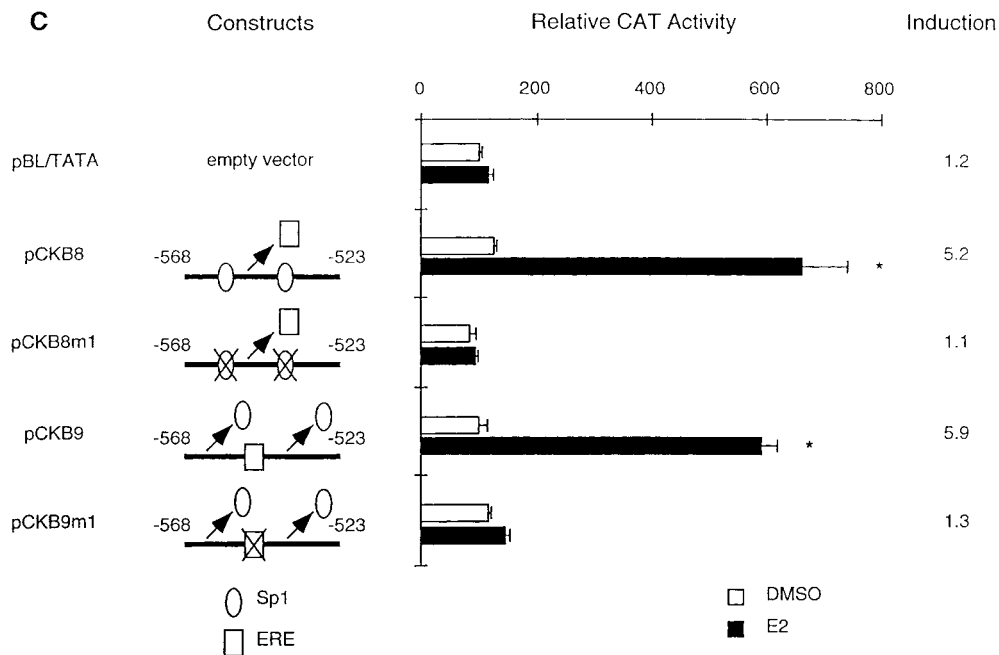 C Constructs Relative CAT Activity Induction
0 200 400 600 800
pBL/TATA empty vector 1.2
pCKB8 -568 -523 * 5.2
pCKB8m1 -568 -523 1.1
pCKB9 -568 -523 * 5.9
pCKB9m1 -568 -523 1.3
Sp1 DMSO
ERE E2